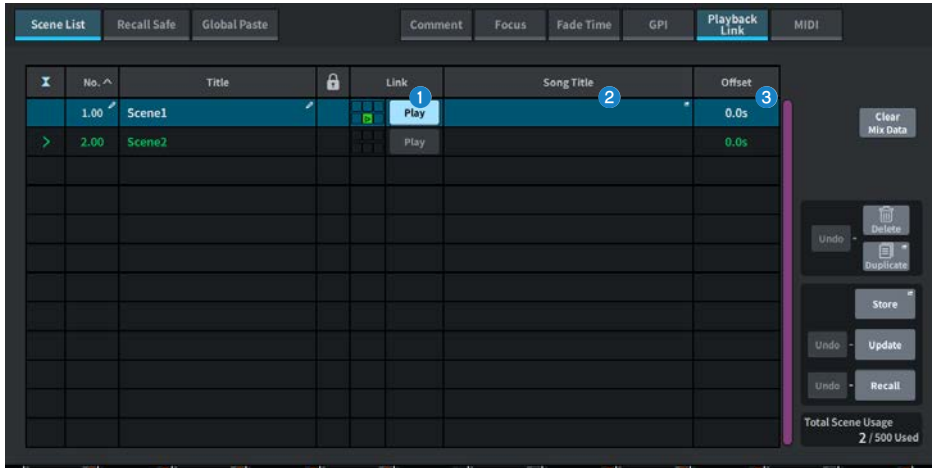 Scene List Recall Safe Global Paste Comment Focus Fade Time GPI Playback Link MIDI
No. Title Link Song Title Offset
1 2 3
1.00 Scene1 Play 0.0s
2.00 Scene2 Play 0.0s
Clear
Mix Data
Delete
Undo -
Duplicate
Store
Undo - Update
Undo - Recall
Total Scene Usage
2 / 500 Used